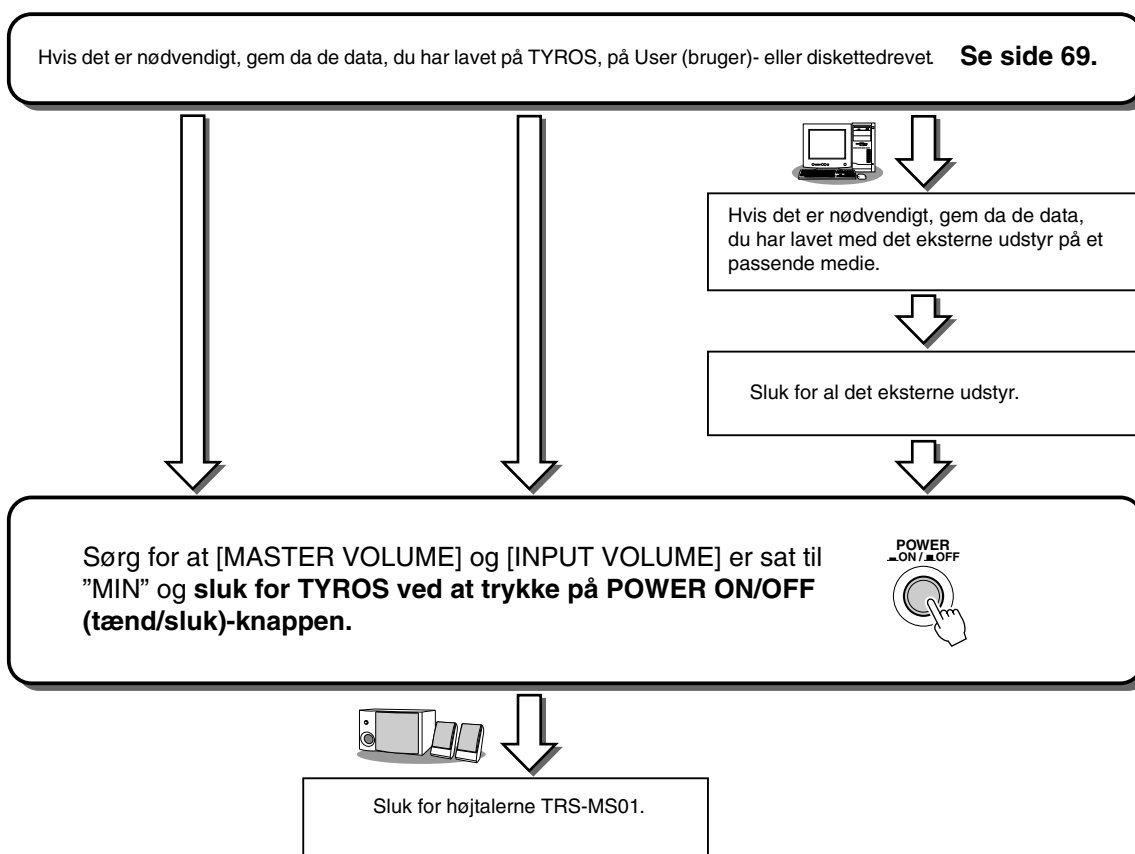 Hvis det er nødvendigt, gem da de data, du har lavet på TYROS, på User (bruger)- eller diskettedrevet. Se side 69.
Hvis det er nødvendigt, gem da de data,
du har lavet med det eksterne udstyr på et
passende medie.
Sluk for al det eksterne udstyr.
Sørg for at [MASTER VOLUME] og [INPUT VOLUME] er sat til
”MIN” og sluk for TYROS ved at trykke på POWER ON/OFF
(tænd/sluk)-knappen.
POWER
ON / OFF
Sluk for højtalerne TRS-MS01.